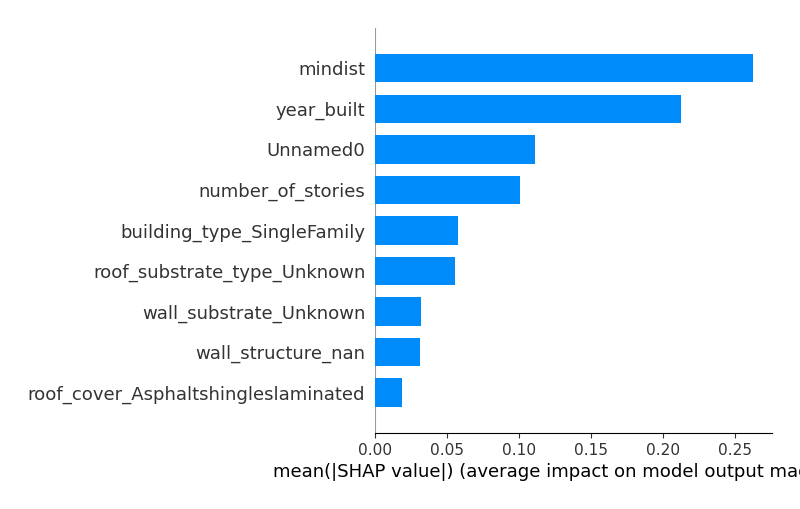 mindist
year_built
Unnamed0
number_of_stories
building_type_SingleFamily
roof_substrate_type_Unknown
wall_substrate_Unknown
wall_structure_nan
roof_cover_Asphaltshingleslaminated
0.00 0.05 0.10 0.15 0.20 0.25
mean(|SHAP value|) (average impact on model output